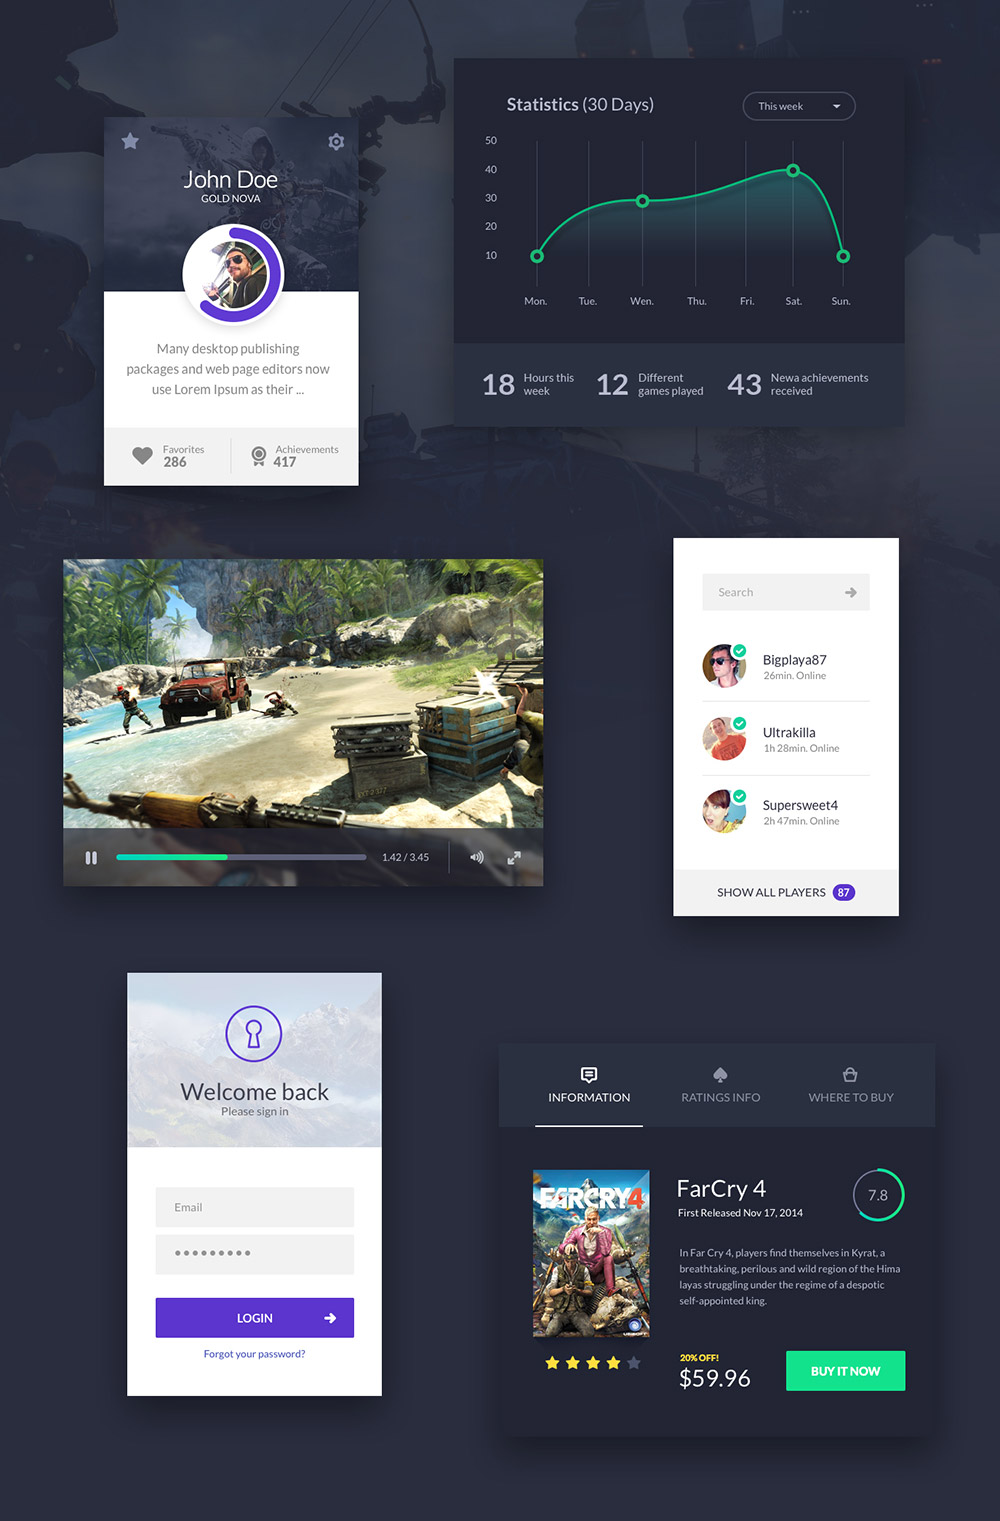 John Doe
GOLD NOVA
Many desktop publishing
packages and web page editors now
use Lorem Ipsum as their ...
Favorites
286
Achievements
417
Statistics (30 Days)
This week
50
40
30
20
10
Mon. Tue. Wen. Thu. Fri. Sat. Sun.
18 Hours this
week
12 Different
games played
43 Newa achievements
received
1.42 / 3.45
Search
Bigplaya87
26min. Online
Ultrakilla
1h 28min. Online
Supersweet4
2h 47min. Online
SHOW ALL PLAYERS 87
Welcome back
Please sign in
Email
LOGIN
Forgot your password?
INFORMATION RATINGS INFO WHERE TO BUY
FARCRY4
FarCry 4
First Released Nov 17, 2014
7.8
In Far Cry 4, players find themselves in Kyrat, a
breathtaking, perilous and wild region of the Hima
layas struggling under the regime of a despotic
self-appointed king.
20% OFF!
$59.96
BUY IT NOW